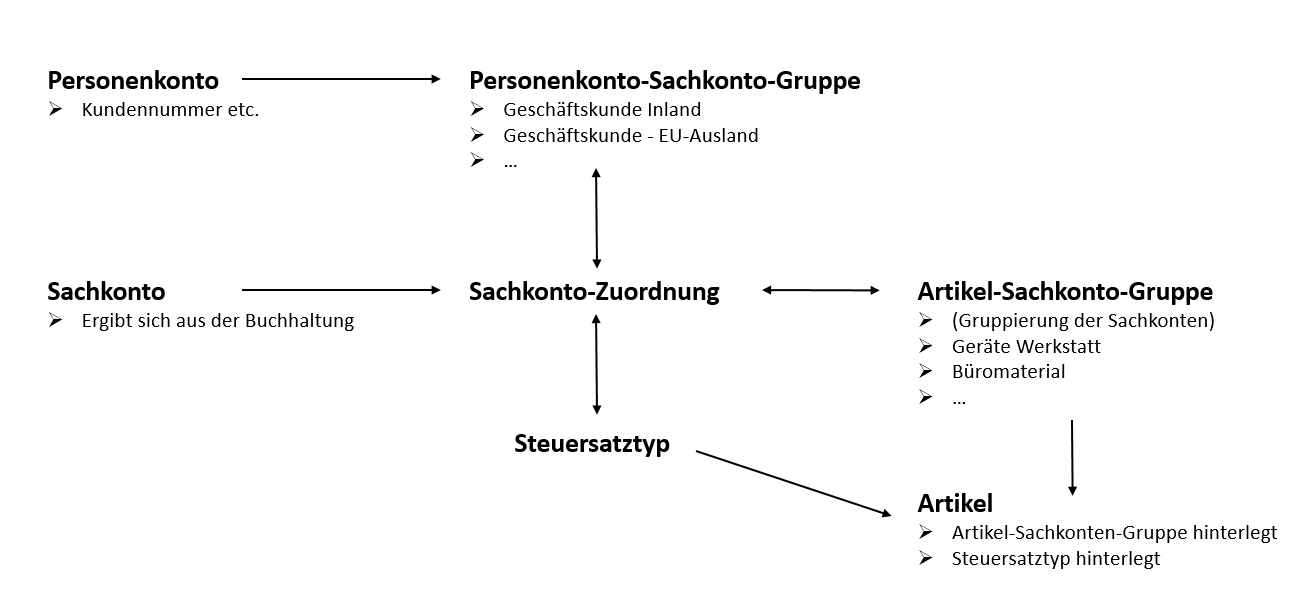 Personenkonto
➢ Kundennummer etc.
Personenkonto-Sachkonto-Gruppe
➢ Geschäftskunde Inland
➢ Geschäftskunde - EU-Ausland
➢ ...
Sachkonto
➢ Ergibt sich aus der Buchhaltung
Sachkonto-Zuordnung
Artikel-Sachkonto-Gruppe
➢ (Gruppierung der Sachkonten)
➢ Geräte Werkstatt
➢ Büromaterial
➢ ...
Steuersatztyp
Artikel
➢ Artikel-Sachkonten-Gruppe hinterlegt
➢ Steuersatztyp hinterlegt